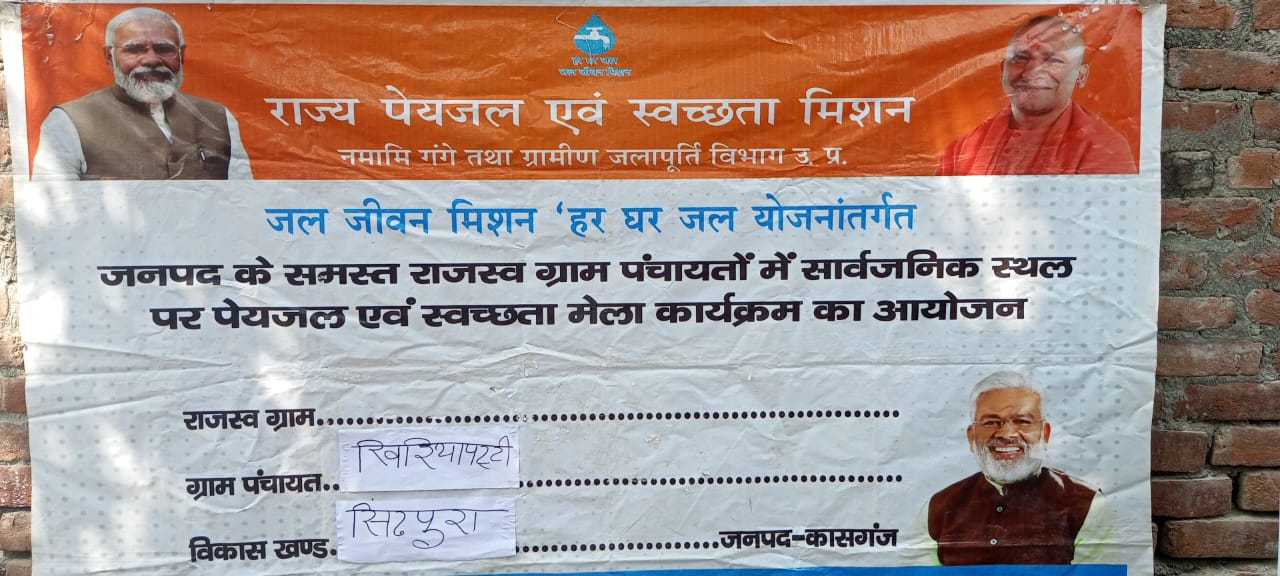 हर घर जल
जल जीवन मिशन
राज्य पेयजल एवं स्वच्छता मिशन
नमामि गंगे तथा ग्रामीण जलापूर्ति विभाग उ. प्र.
जल जीवन मिशन ‘हर घर जल योजनांतर्गत
जनपद के समस्त राजस्व ग्राम पंचायतों में सार्वजनिक स्थल
पर पेयजल एवं स्वच्छता मेला कार्यक्रम का आयोजन
राजस्व ग्राम........................................................
ग्राम पंचायत.. खिरियापट्टी ........................................
विकास खण्ड. सिढपुरा ......................जनपद-कासगंज